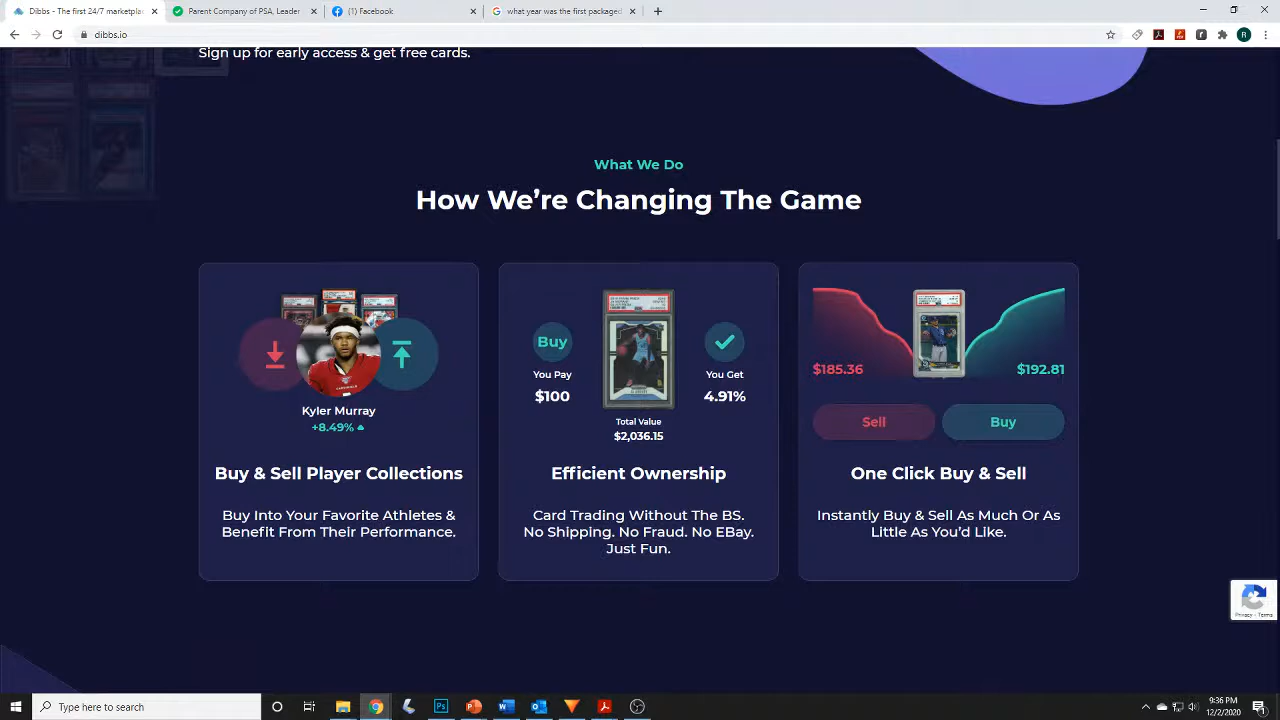 Dibbs - The first 24/7 marketpla
Parent Company of PSA, Leader
(1) Facebook
what year was the first packaged
dibbs.io
R
Sign up for early access & get free cards.
What We Do
How We’re Changing The Game
Kyler Murray
+8.49%
Buy & Sell Player Collections
Buy Into Your Favorite Athletes &
Benefit From Their Performance.
Buy
You Pay
$100
You Get
4.91%
Total Value
$2,036.15
Efficient Ownership
Card Trading Without The BS.
No Shipping. No Fraud. No EBay.
Just Fun.
$185.36
$192.81
Sell
Buy
One Click Buy & Sell
Instantly Buy & Sell As Much Or As
Little As You’d Like.
Privacy - Terms
Type here to search
9:36 PM
12/2/2020